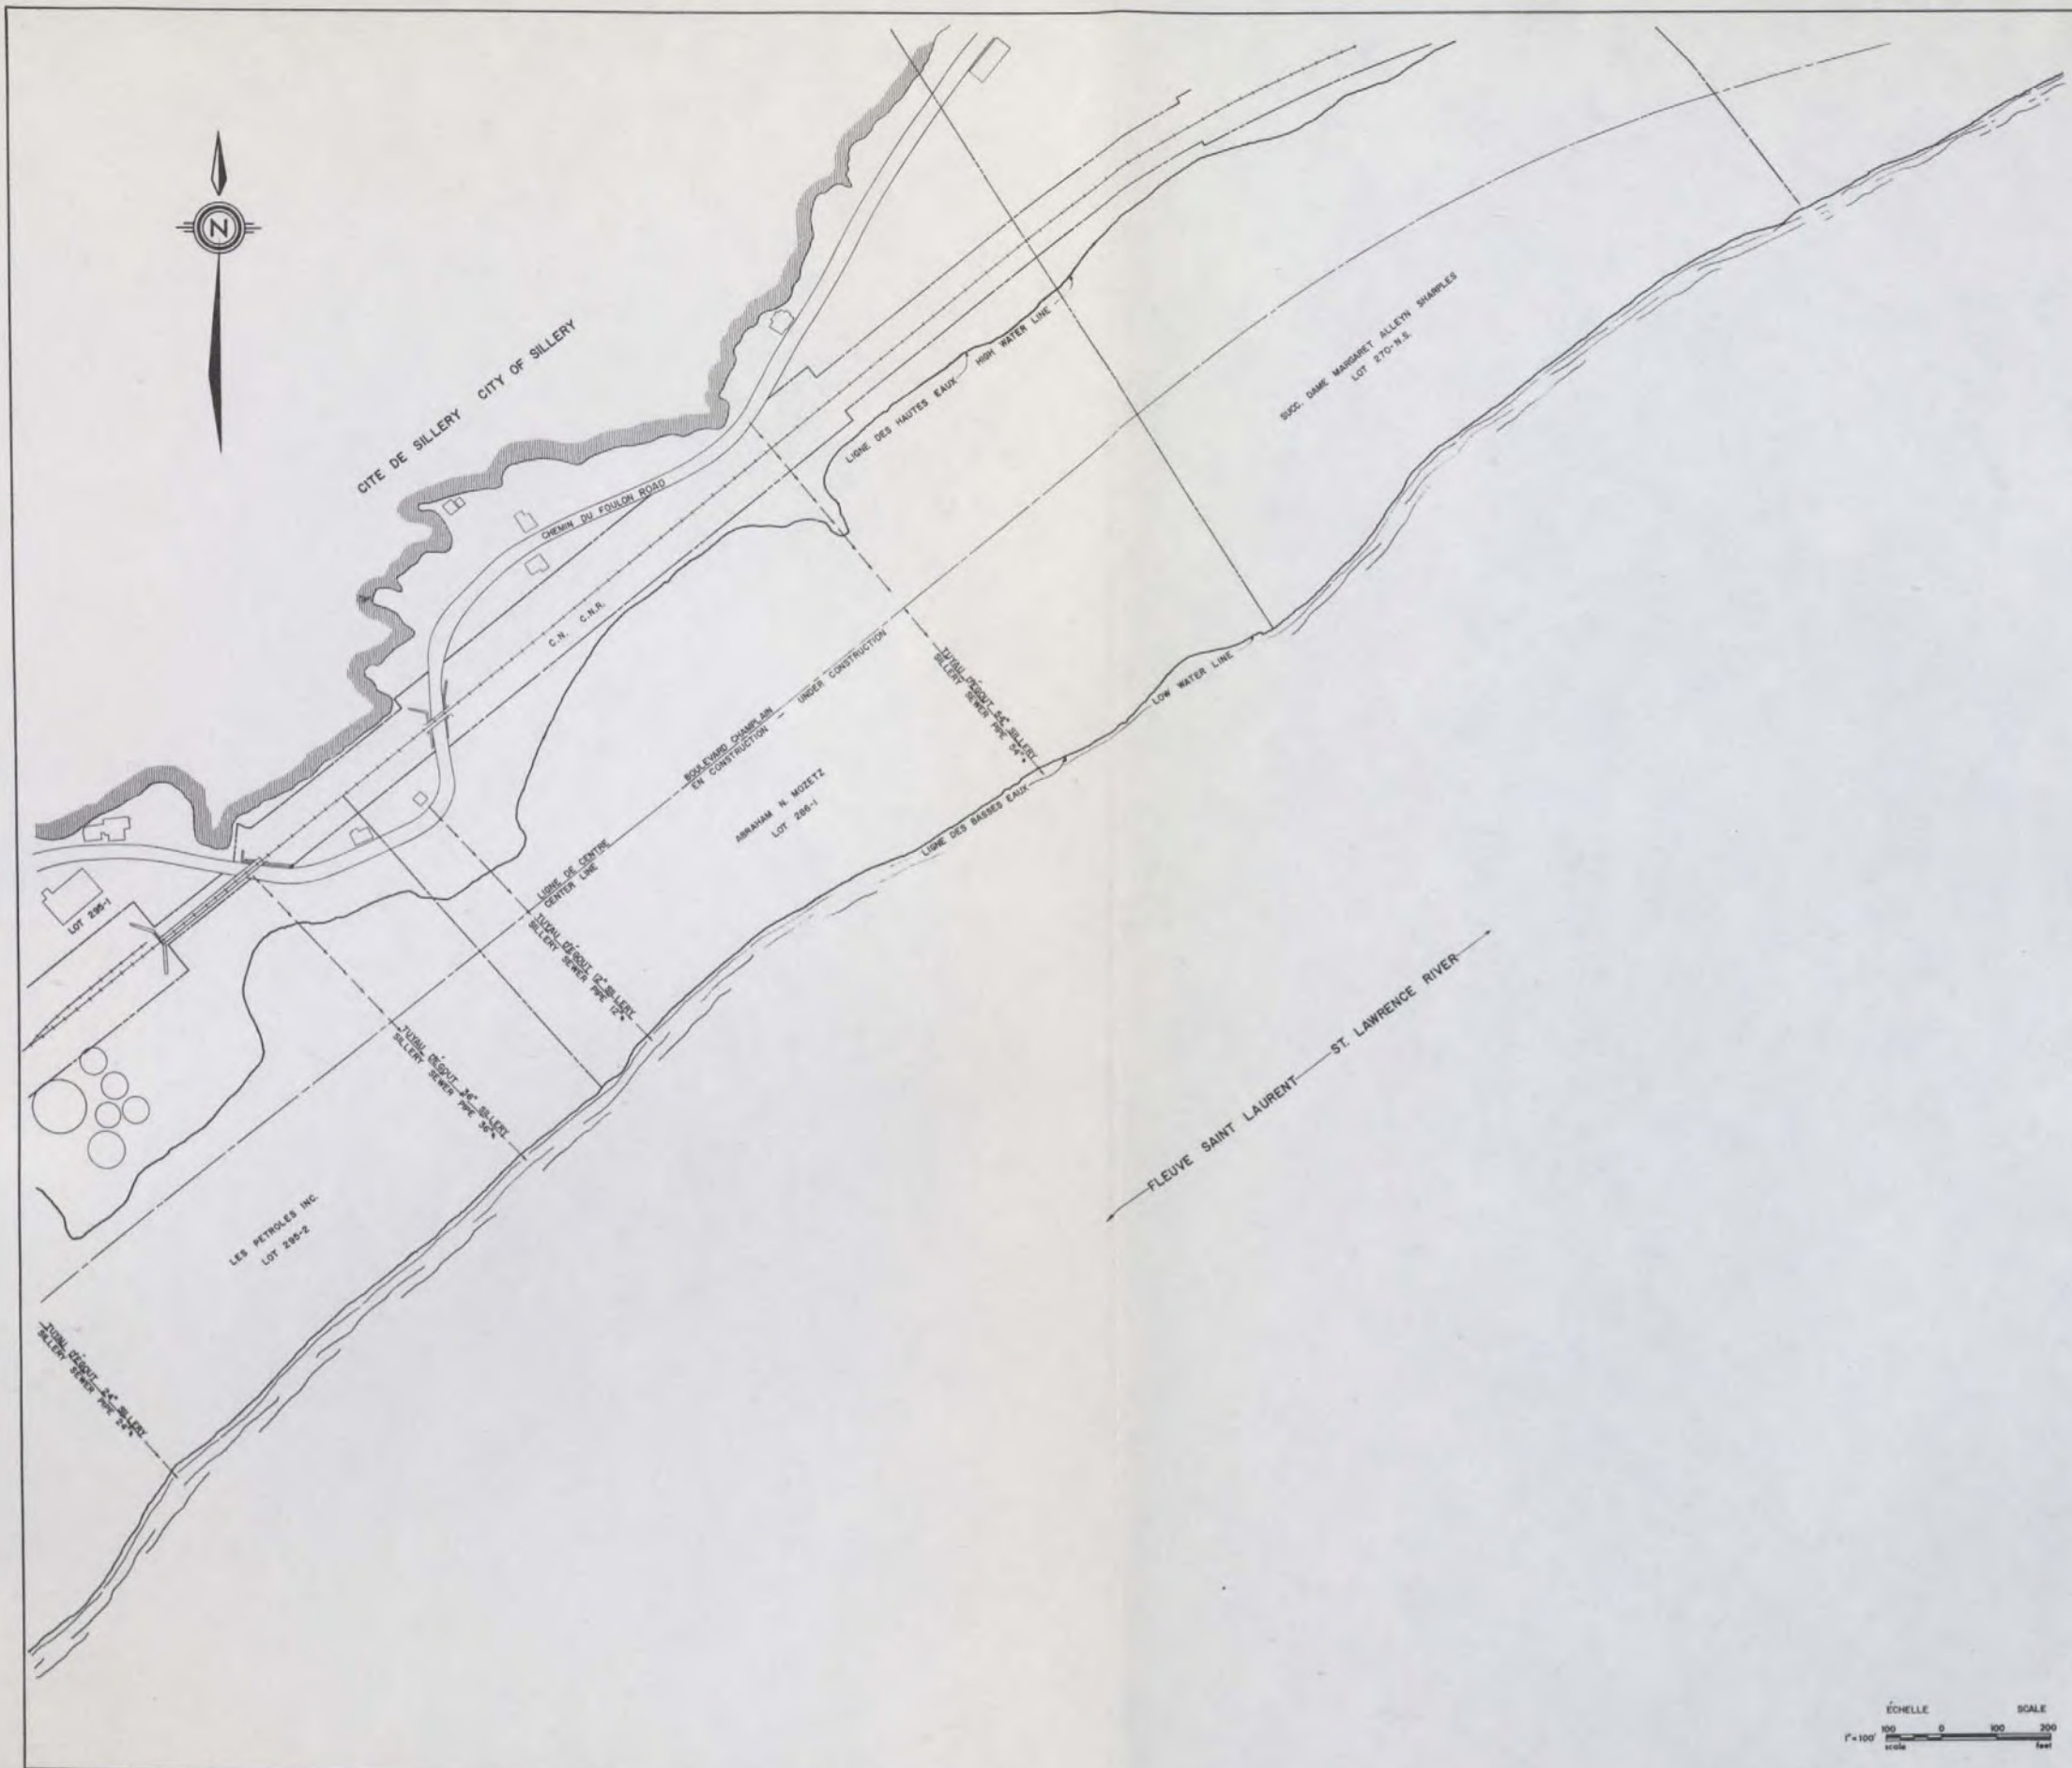 N
CITE DE SILLERY CITY OF SILLERY
CHEMIN DU FOULON ROAD
C.N. C.N.R.
LIGNE DES HAUTES EAUX HIGH WATER LINE
SUCC. DAME MARGARET ALLEYN SHARPLES
LOT 270-N.S.
BOULEVARD CHAMPLAIN
EN CONSTRUCTION - UNDER CONSTRUCTION
TUYAU D'ÉGOUT 54" SILLERY
SILLERY SEWER PIPE 54"
LOW WATER LINE
LIGNE DES BASSES EAUX
ABRAHAM N. MOZETZ
LOT 286-1
LIGNE DE CENTRE
CENTER LINE
TUYAU D'ÉGOUT 12" SILLERY
SILLERY SEWER PIPE 12"
LOT 295-1
TUYAU D'ÉGOUT 36" SILLERY
SILLERY SEWER PIPE 36"
LES PETROLES INC.
LOT 295-2
TUYAU D'ÉGOUT 24" SILLERY
SILLERY SEWER PIPE 24"
FLEUVE SAINT LAURENT ST. LAWRENCE RIVER
ÉCHELLE SCALE
1"=100' 100 0 100 200
scale feet